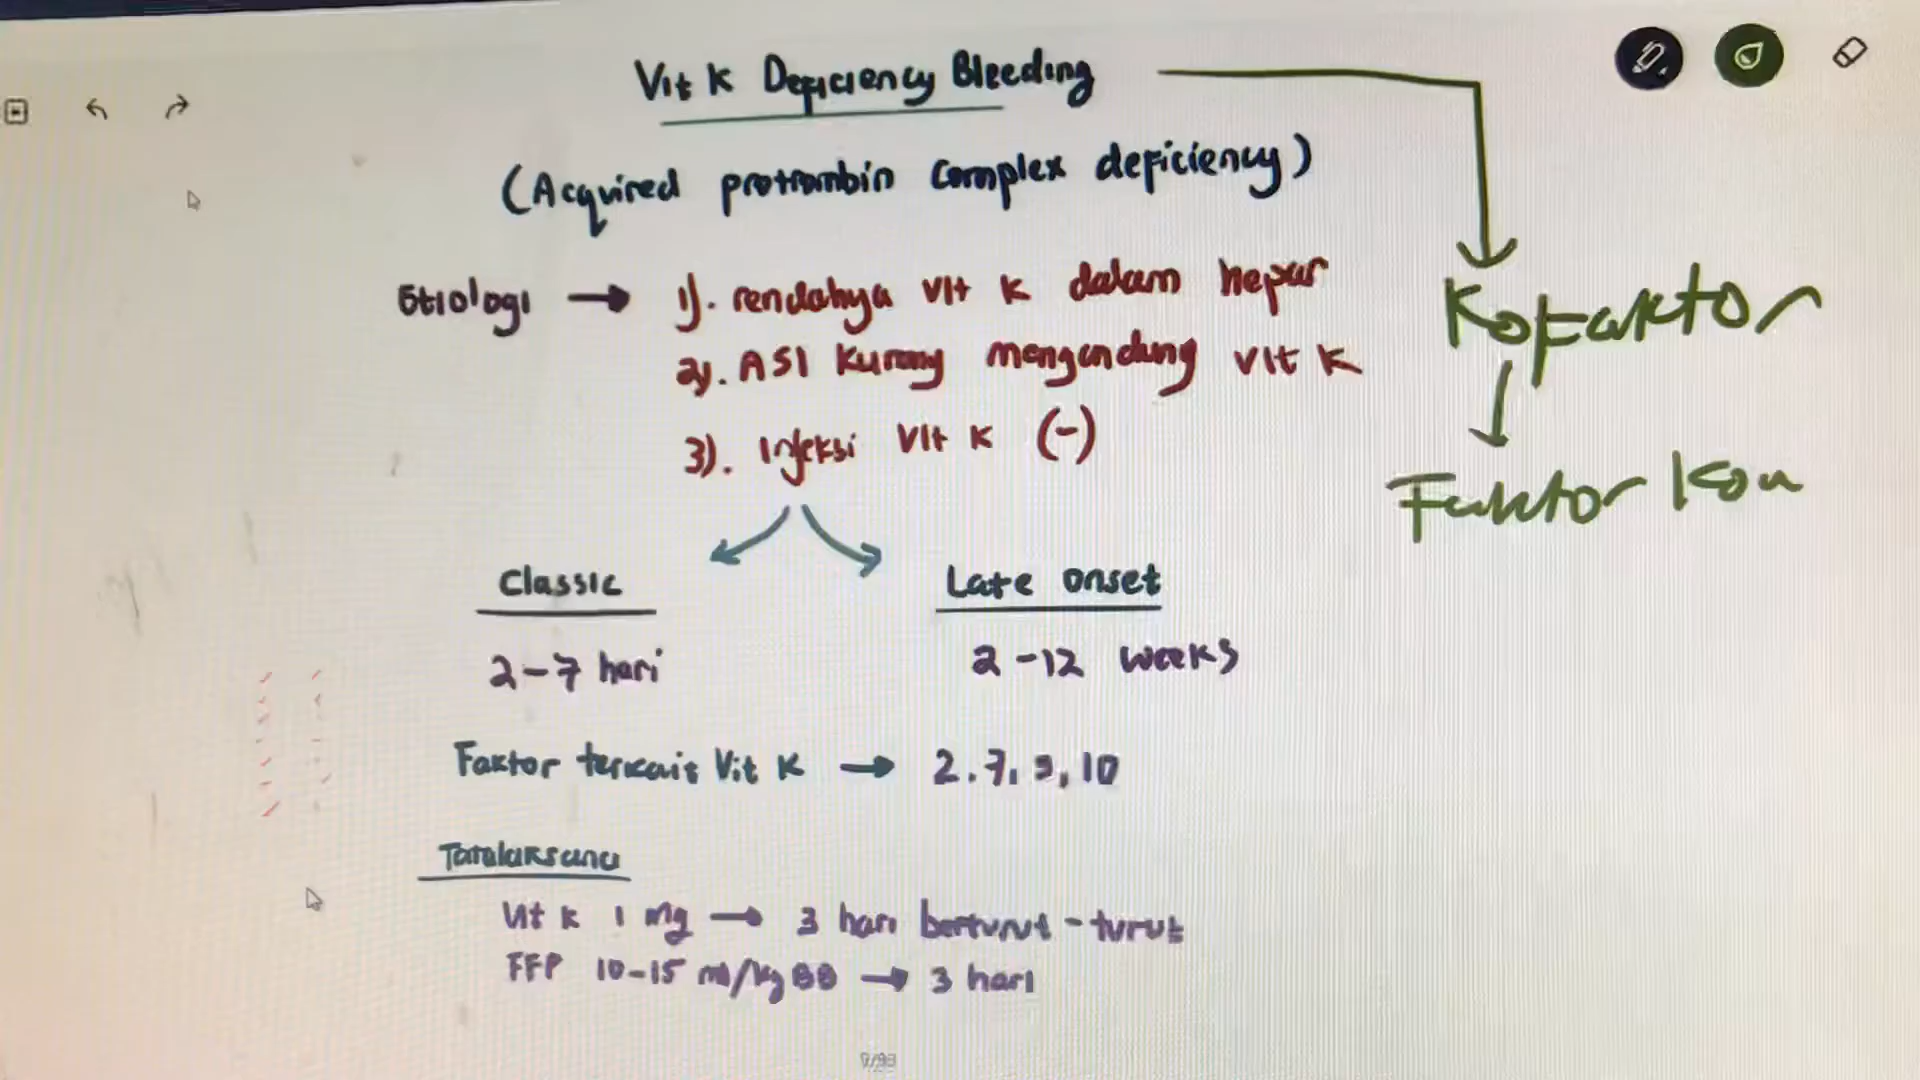 Vit K Deficiency Bleeding
(Acquired protrombin complex deficiency)
Etiologi → 1). rendahya vit K dalam hepar
2). ASI kurang mengandung vit K
3). Injeksi Vit K (-)
Kofaktor
Faktor Koa
Classic
2-7 hari
Late onset
2-12 weeks
Faktor terkait Vit K → 2.7, 9, 10
Tatalaksana
Vit K 1 mg → 3 hari berturut-turut
FFP 10-15 ml/kg BB → 3 hari